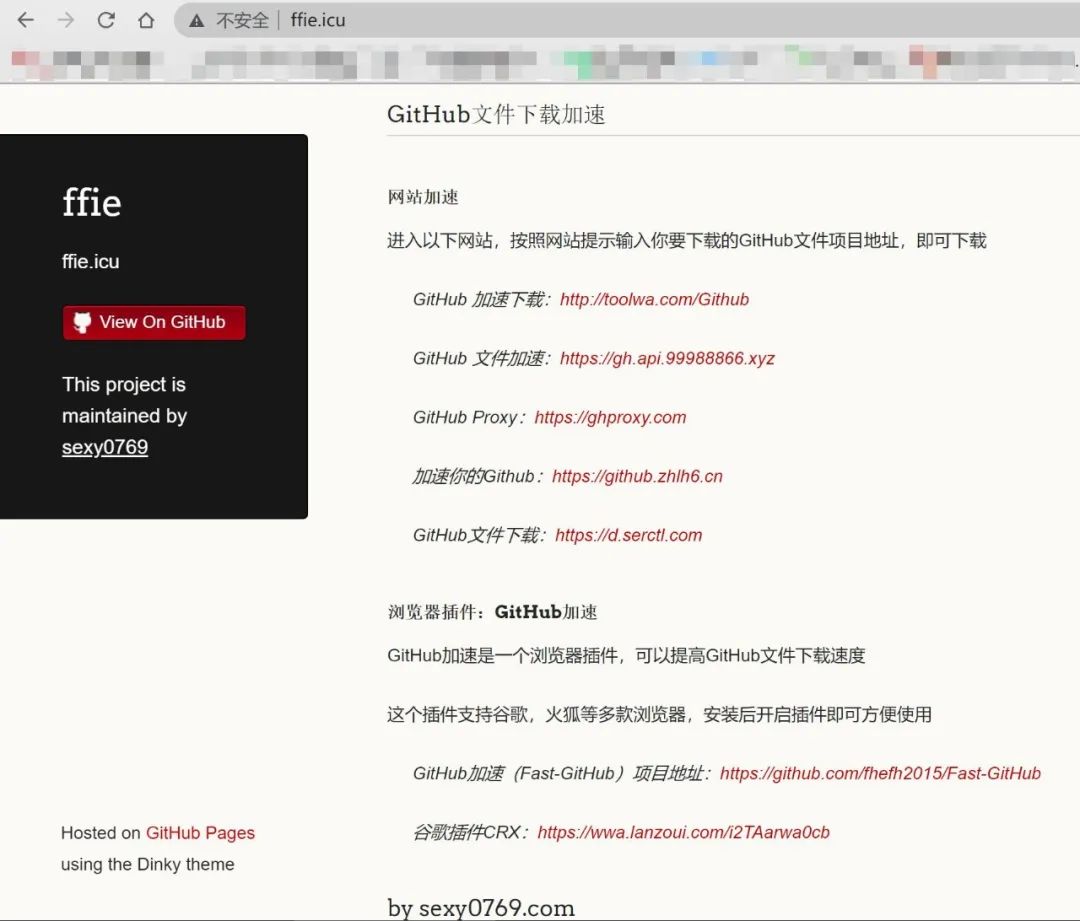 不安全 | ffie.icu
GitHub文件下载加速
ffie
ffie.icu
View On GitHub
This project is
maintained by
sexy0769
Hosted on GitHub Pages
using the Dinky theme
网站加速
进入以下网站，按照网站提示输入你要下载的GitHub文件项目地址，即可下载
GitHub 加速下载：http://toolwa.com/Github
GitHub 文件加速：https://gh.api.99988866.xyz
GitHub Proxy：https://ghproxy.com
加速你的Github：https://github.zhlh6.cn
GitHub文件下载：https://d.serctl.com
浏览器插件：GitHub加速
GitHub加速是一个浏览器插件，可以提高GitHub文件下载速度
这个插件支持谷歌，火狐等多款浏览器，安装后开启插件即可方便使用
GitHub加速（Fast-GitHub）项目地址：https://github.com/fhefh2015/Fast-GitHub
谷歌插件CRX：https://wwa.lanzoui.com/i2TAarwa0cb
by sexy0769.com